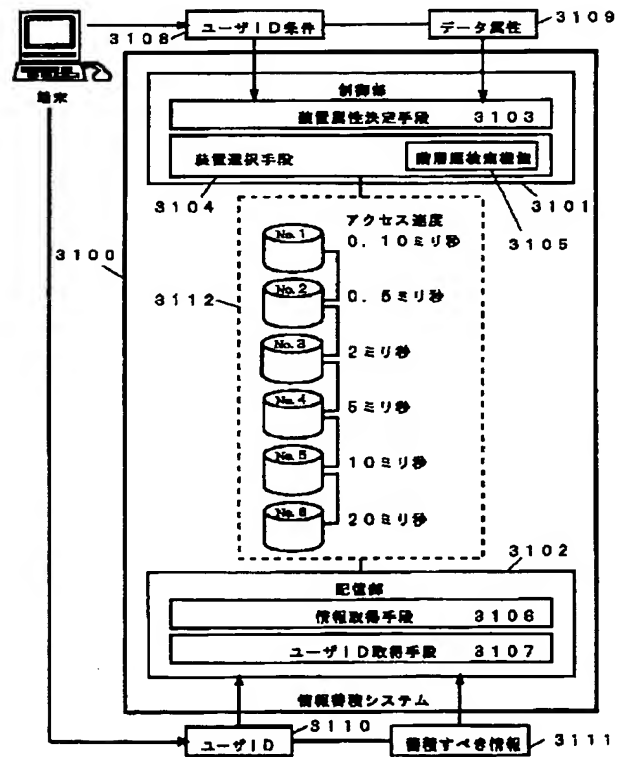 3108
ユーザID条件
データ属性
3109
端末
制御部
装置属性決定手段 3103
装置選択手段
階層超検索機能
3104
3105
3101
3100
3112
アクセス速度
No.1
0.10ミリ秒
No.2
0.5ミリ秒
No.3
2ミリ秒
No.4
5ミリ秒
No.5
10ミリ秒
No.6
20ミリ秒
3102
配信部
情報取得手段 3106
ユーザID取得手段 3107
情報蓄積システム
ユーザID
3110
蓄積すべき情報
3111